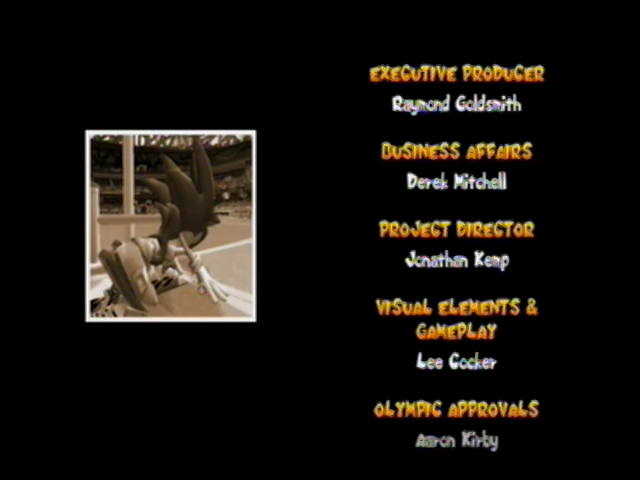 EXECUTIVE PRODUCER
Raymond Goldsmith
BUSINESS AFFAIRS
Derek Mitchell
PROJECT DIRECTOR
Jonathan Kemp
VISUAL ELEMENTS &
GAMEPLAY
Lee Cocker
OLYMPIC APPROVALS
Aaron Kirby